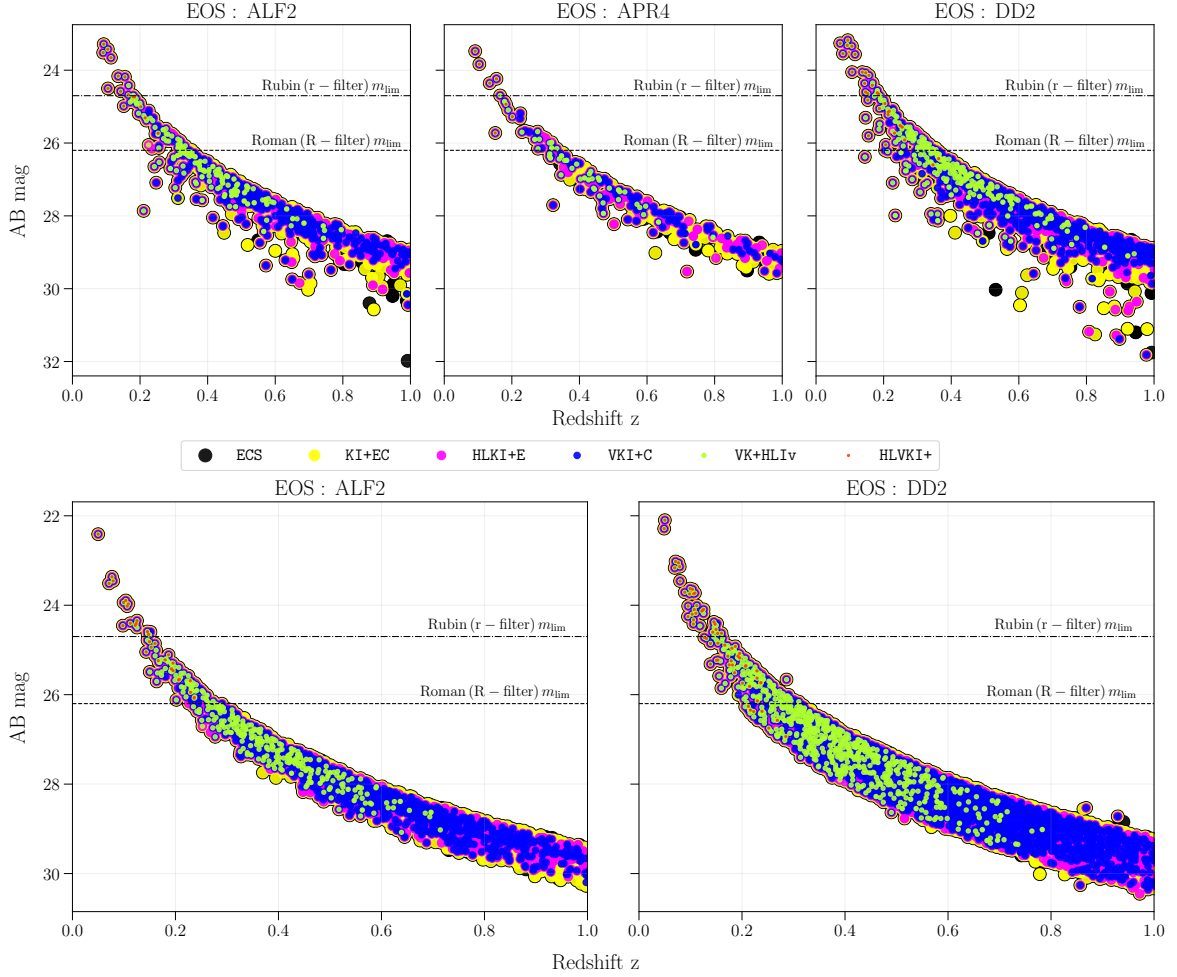 EOS : ALF2
EOS : APR4
EOS : DD2
AB mag
24
26
28
30
32
Rubin (r − filter) m_lim
Roman (R − filter) m_lim
Rubin (r − filter) m_lim
Roman (R − filter) m_lim
Rubin (r − filter) m_lim
Roman (R − filter) m_lim
0.0 0.2 0.4 0.6 0.8 1.0
0.0 0.2 0.4 0.6 0.8 1.0
0.0 0.2 0.4 0.6 0.8 1.0
Redshift z
ECS KI+EC HLKI+E VKI+C VK+HLIv HLVKI+
EOS : ALF2
EOS : DD2
AB mag
22
24
26
28
30
Rubin (r − filter) m_lim
Roman (R − filter) m_lim
Rubin (r − filter) m_lim
Roman (R − filter) m_lim
0.0 0.2 0.4 0.6 0.8 1.0
0.0 0.2 0.4 0.6 0.8 1.0
Redshift z